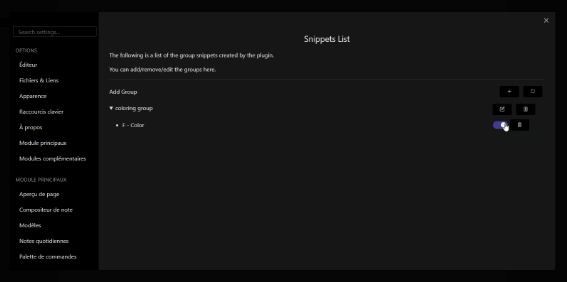 Search settings...
OPTIONS
Éditeur
Fichiers & Liens
Apparence
Raccourcis clavier
À propos
Module principaux
Modules complémentaires
MODULE PRINCIPAUX
Aperçu de page
Compositeur de note
Modèles
Notes quotidiennes
Palette de commandes
Snippets List
The following is a list of the group snippets created by the plugin.
You can add/remove/edit the groups here.
Add Group
coloring group
F - Color